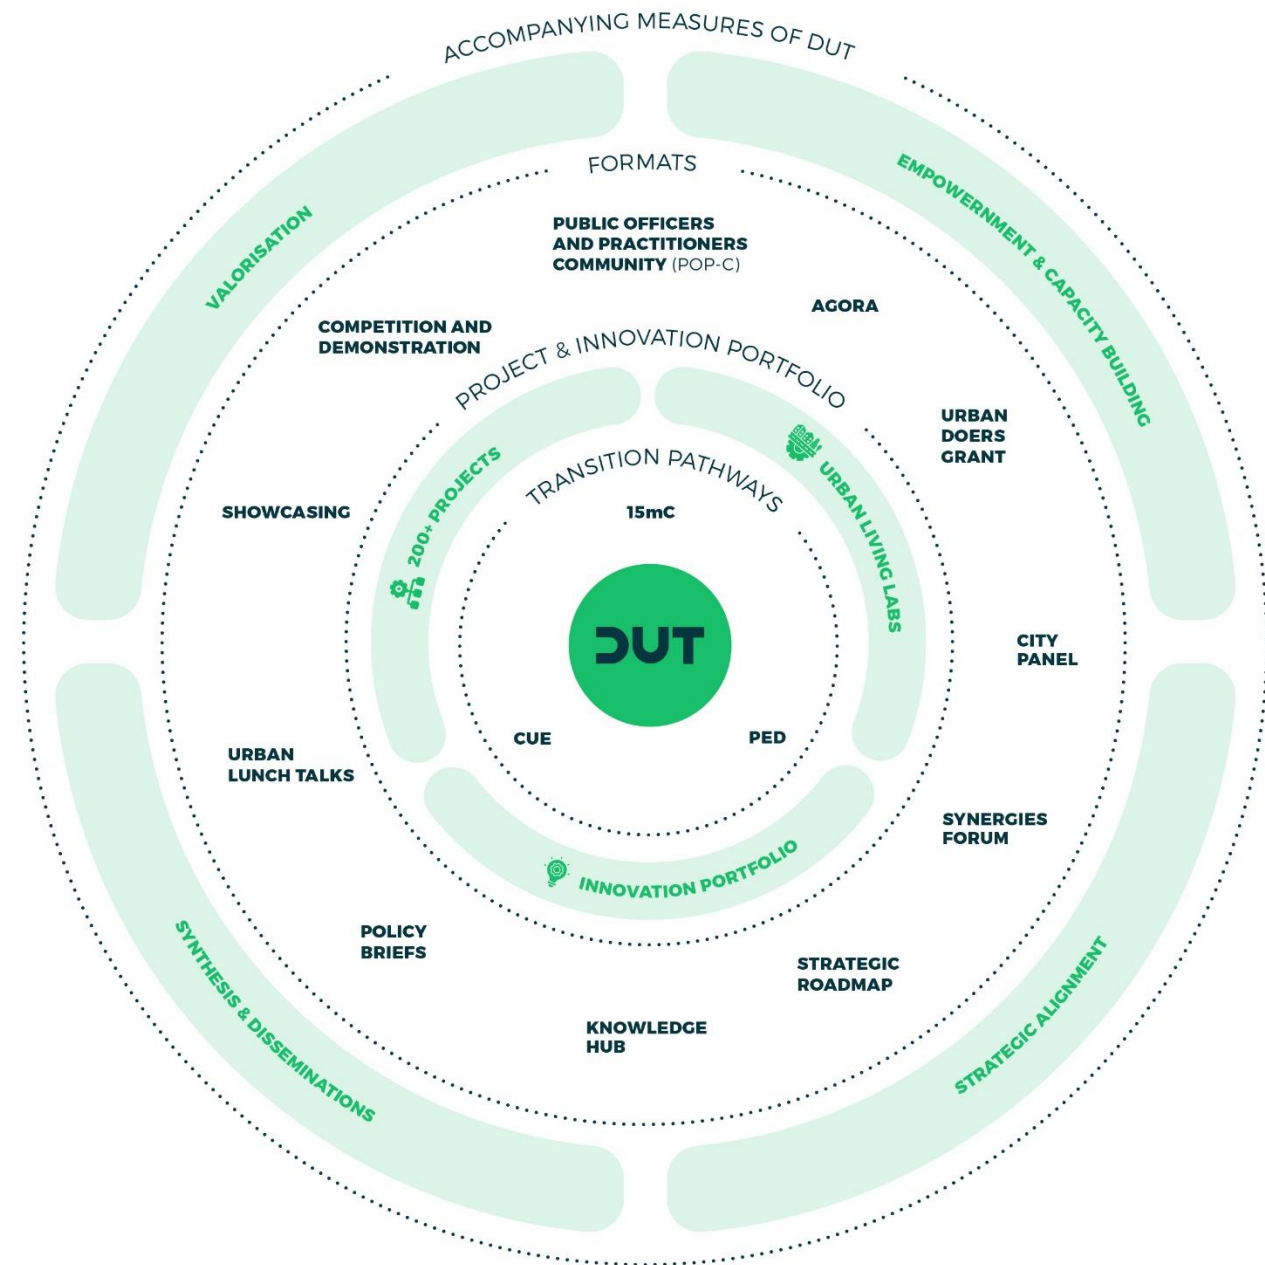 ACCOMPANYING MEASURES OF DUT
VALORISATION
EMPOWERNMENT & CAPACITY BUILDING
SYNTHESIS & DISSEMINATIONS
STRATEGIC ALIGNMENT
FORMATS
PUBLIC OFFICERS
AND PRACTITIONERS
COMMUNITY (POP-C)
AGORA
URBAN
DOERS
GRANT
CITY
PANEL
SYNERGIES
FORUM
STRATEGIC
ROADMAP
KNOWLEDGE
HUB
POLICY
BRIEFS
URBAN
LUNCH TALKS
SHOWCASING
COMPETITION AND
DEMONSTRATION
PROJECT & INNOVATION PORTFOLIO
200+ PROJECTS
URBAN LIVING LABS
INNOVATION PORTFOLIO
TRANSITION PATHWAYS
15mC
DUT
CUE
PED